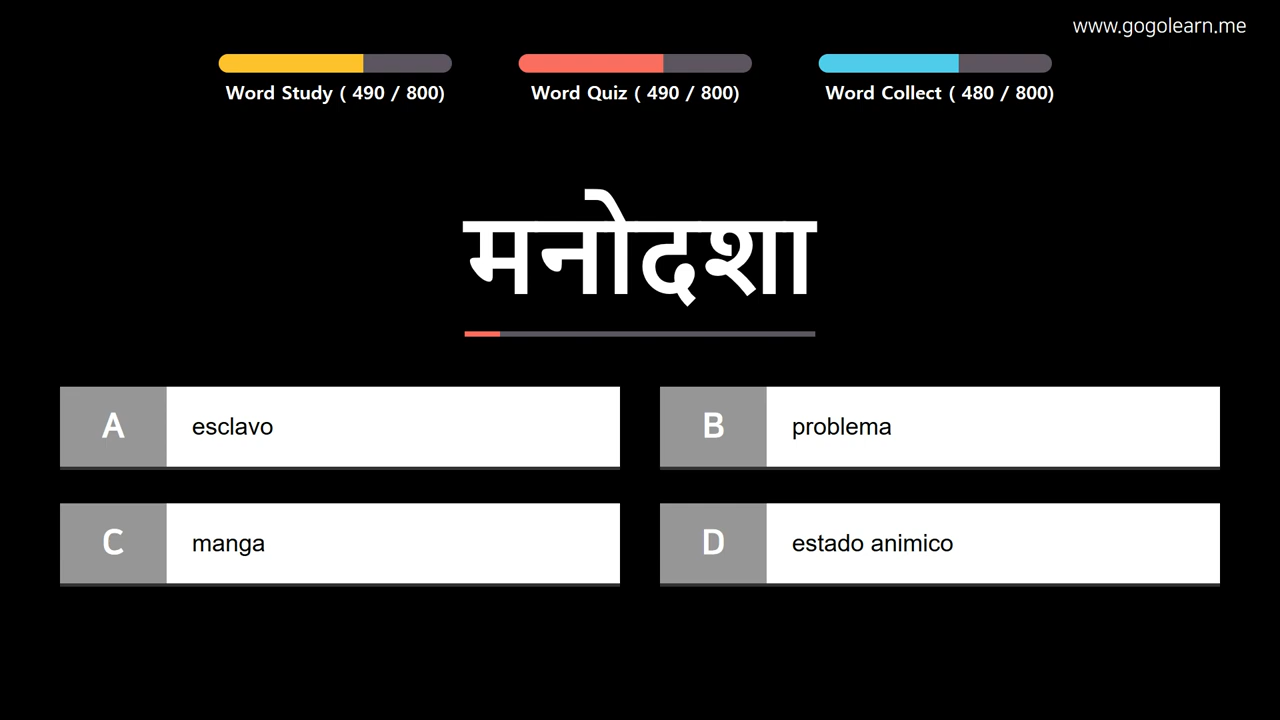 www.gogolearn.me
Word Study ( 490 / 800)
Word Quiz ( 490 / 800)
Word Collect ( 480 / 800)
मनोदशा
A esclavo
B problema
C manga
D estado animico